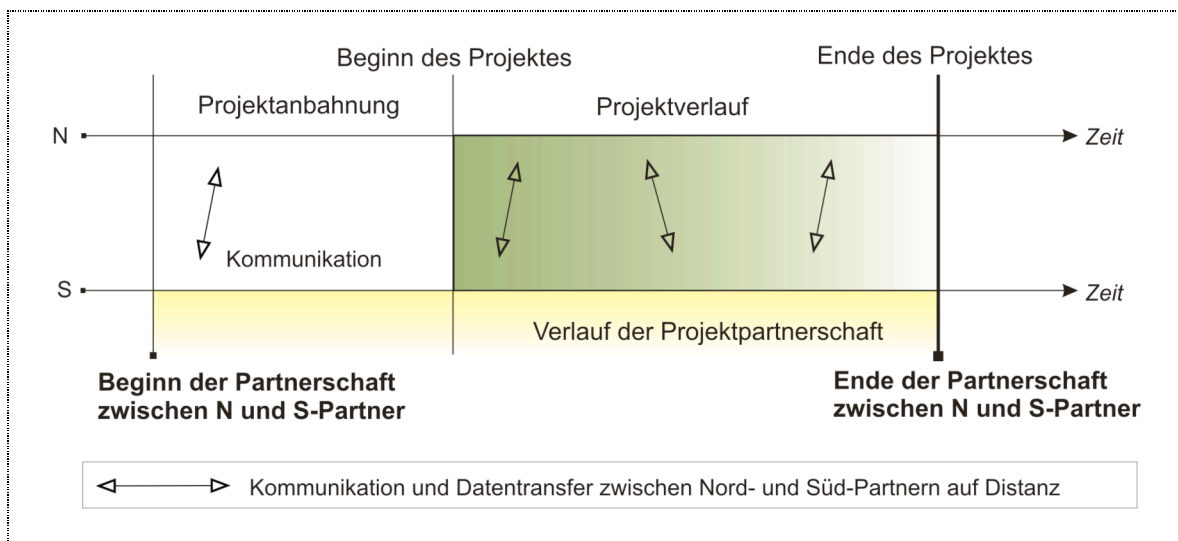 Beginn des Projektes
Ende des Projektes
Projektanbahnung
Projektverlauf
N
Zeit
Kommunikation
S
Zeit
Verlauf der Projektpartnerschaft
Beginn der Partnerschaft
zwischen N und S-Partner
Ende der Partnerschaft
zwischen N und S-Partner
Kommunikation und Datentransfer zwischen Nord- und Süd-Partnern auf Distanz